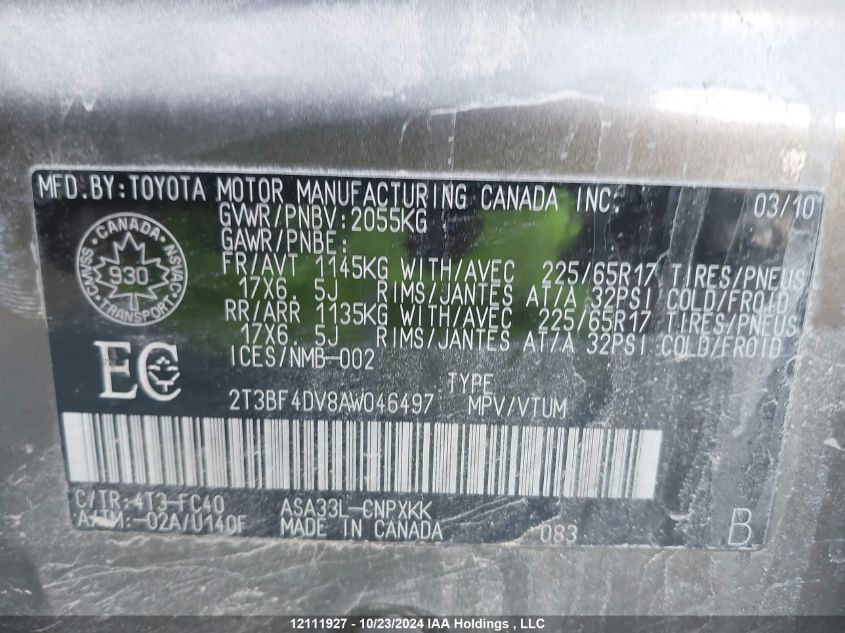 MFD.BY:TOYOTA MOTOR MANUFACTURING CANADA INC. 03/10
GVWR/PNBV:2055KG
GAWR/PNBE:
FR/AVT 1145KG WITH/AVEC 225/65R17 TIRES/PNEUS
17X6.5J RIMS/JANTES AT/A 32PSI COLD/FROID
RR/ARR 1135KG WITH/AVEC 225/65R17 TIRES/PNEUS
17X6.5J RIMS/JANTES AT/A 32PSI COLD/FROID
ICES/NMB-002
CANADA
CMVSS NSVAC
930
TRANSPORT
EC
TYPE
2T3BF4DV8AW046497 MPV/VTUM
C/TR:4T3-FC40 ASA33L-CNPXKK
A/TM:-02A/U140F MADE IN CANADA 083 B
12111927 - 10/23/2024 IAA Holdings , LLC